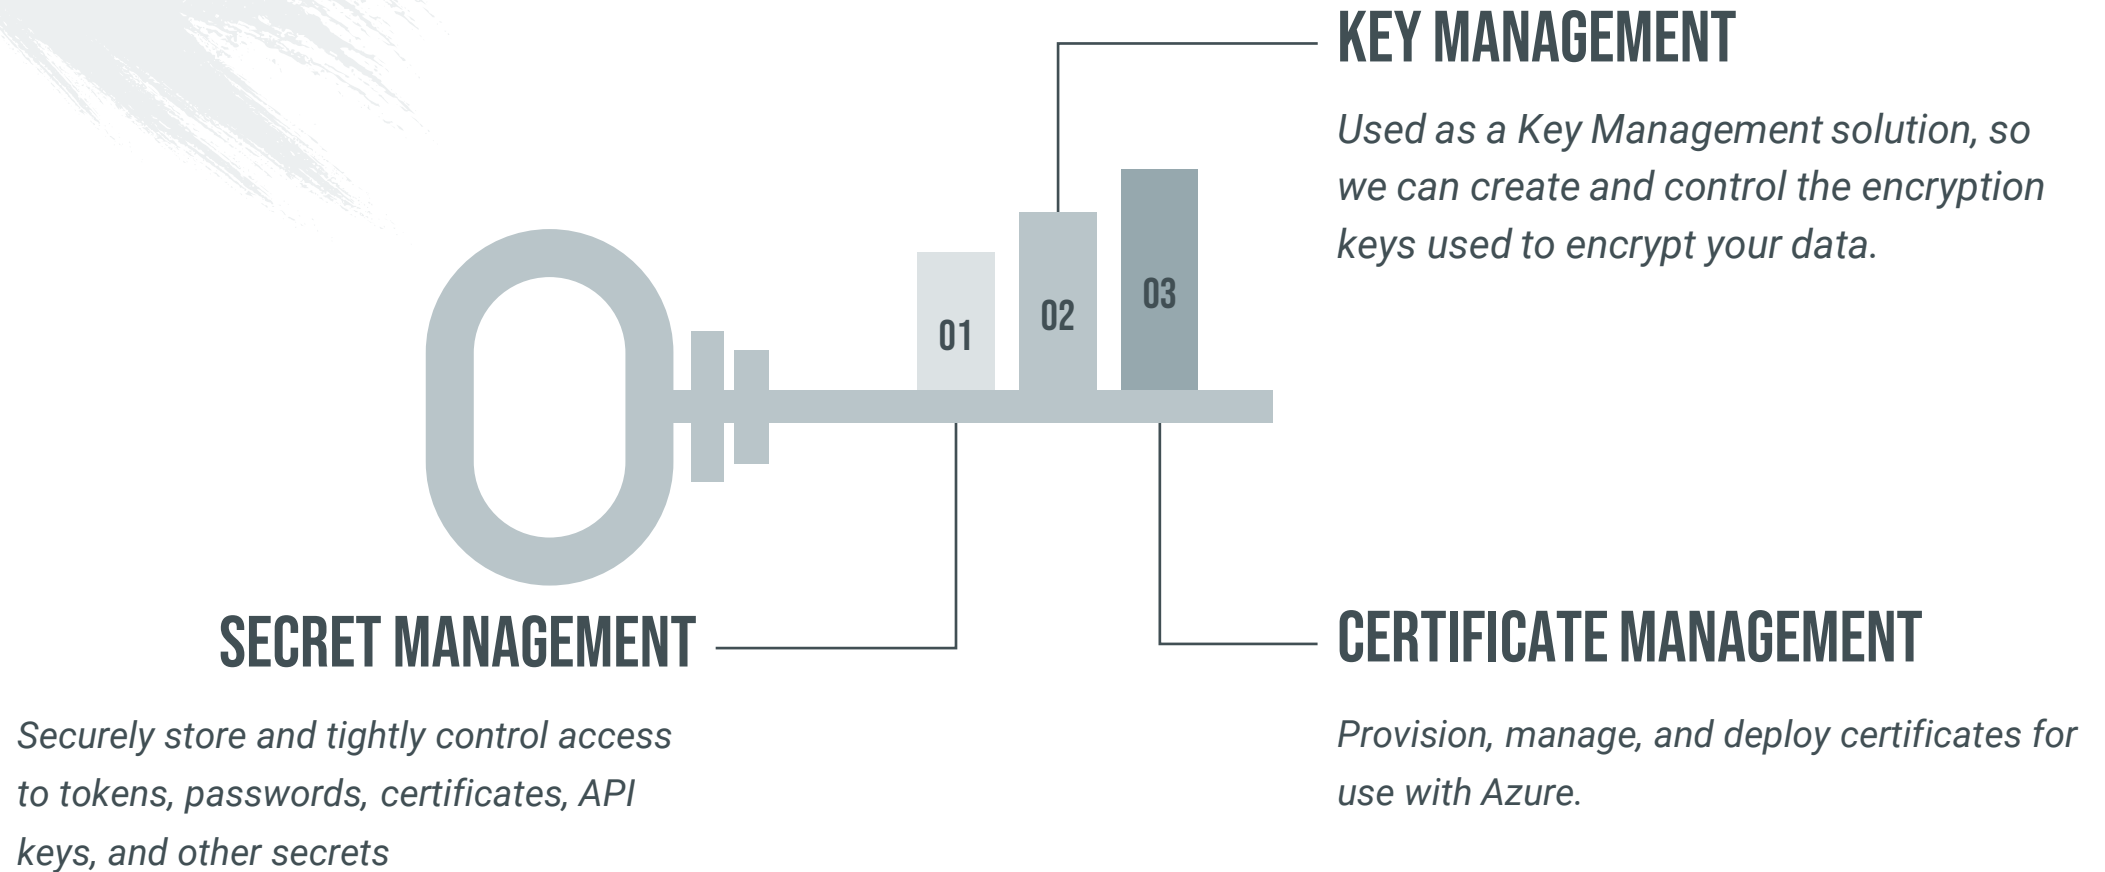 KEY MANAGEMENT
Used as a Key Management solution, so
we can create and control the encryption
keys used to encrypt your data.
01
02
03
SECRET MANAGEMENT
Securely store and tightly control access
to tokens, passwords, certificates, API
keys, and other secrets
CERTIFICATE MANAGEMENT
Provision, manage, and deploy certificates for
use with Azure.